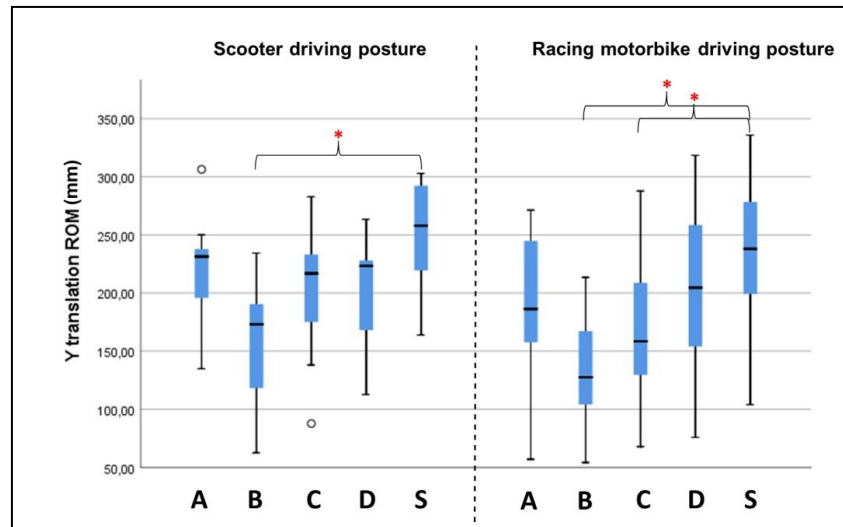 Scooter driving posture
Racing motorbike driving posture
*
*
*
Y translation ROM (mm)
350,00
300,00
250,00
200,00
150,00
100,00
50,00
A B C D S A B C D S